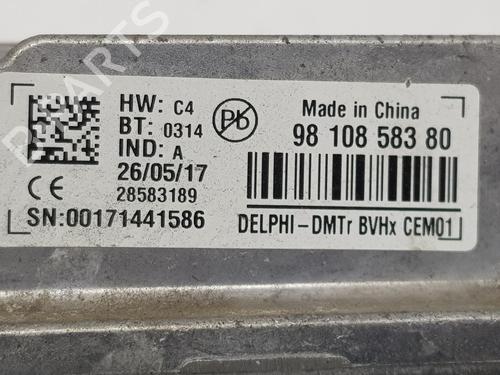 PARTS
HW: C4
BT: 0314
IND: A
26/05/17
28583189
SN:00171441586
Pb
Made in China
98 108 583 80
DELPHI-DMTr BVHx CEM01
CE